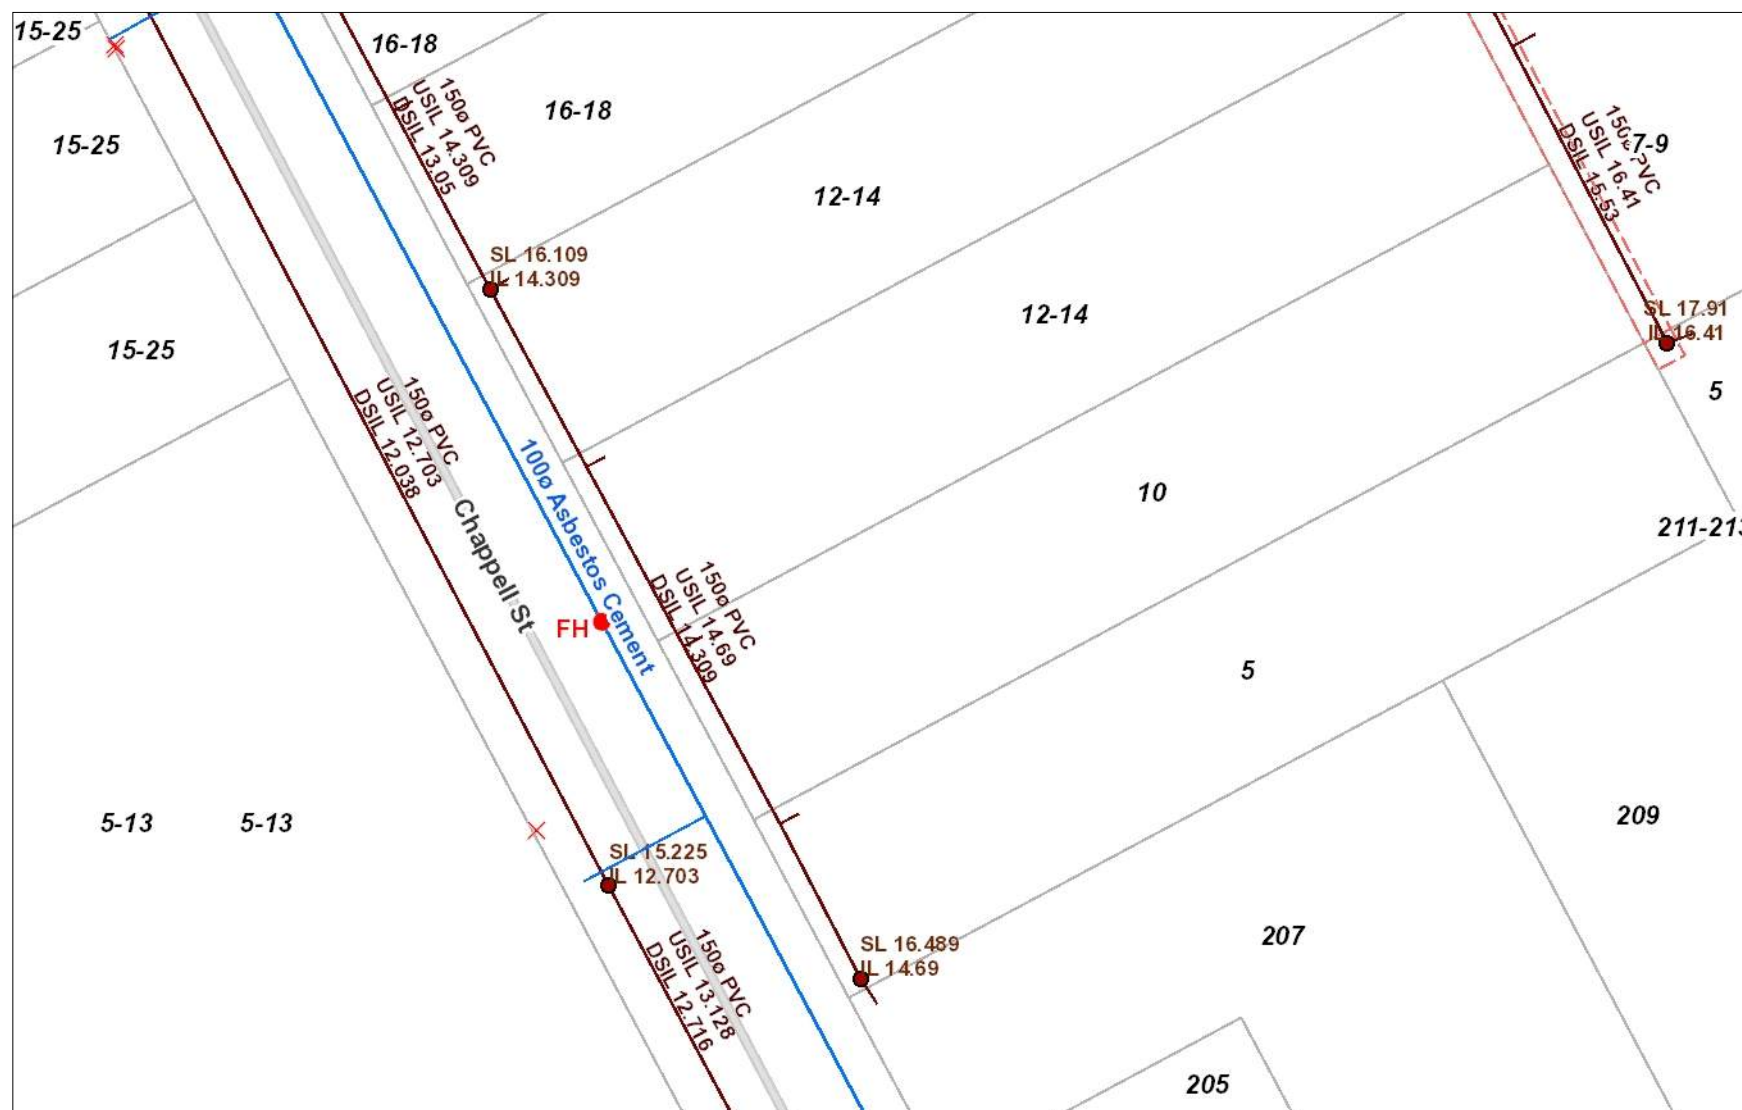 15-25
16-18
16-18
150ø PVC
USIL 14.309
DSIL 13.05
15-25
12-14
7-9
150ø PVC
USIL 16.41
DSIL 15.53
SL 16.109
IL 14.309
12-14
SL 17.91
IL 16.41
15-25
5
150ø PVC
USIL 12.703
DSIL 12.038
Chappell St
100ø Asbestos Cement
10
211-213
FH
150ø PVC
USIL 14.69
DSIL 14.309
5
5-13
5-13
209
SL 15.225
IL 12.703
SL 16.489
IL 14.69
207
150ø PVC
USIL 13.128
DSIL 12.716
205